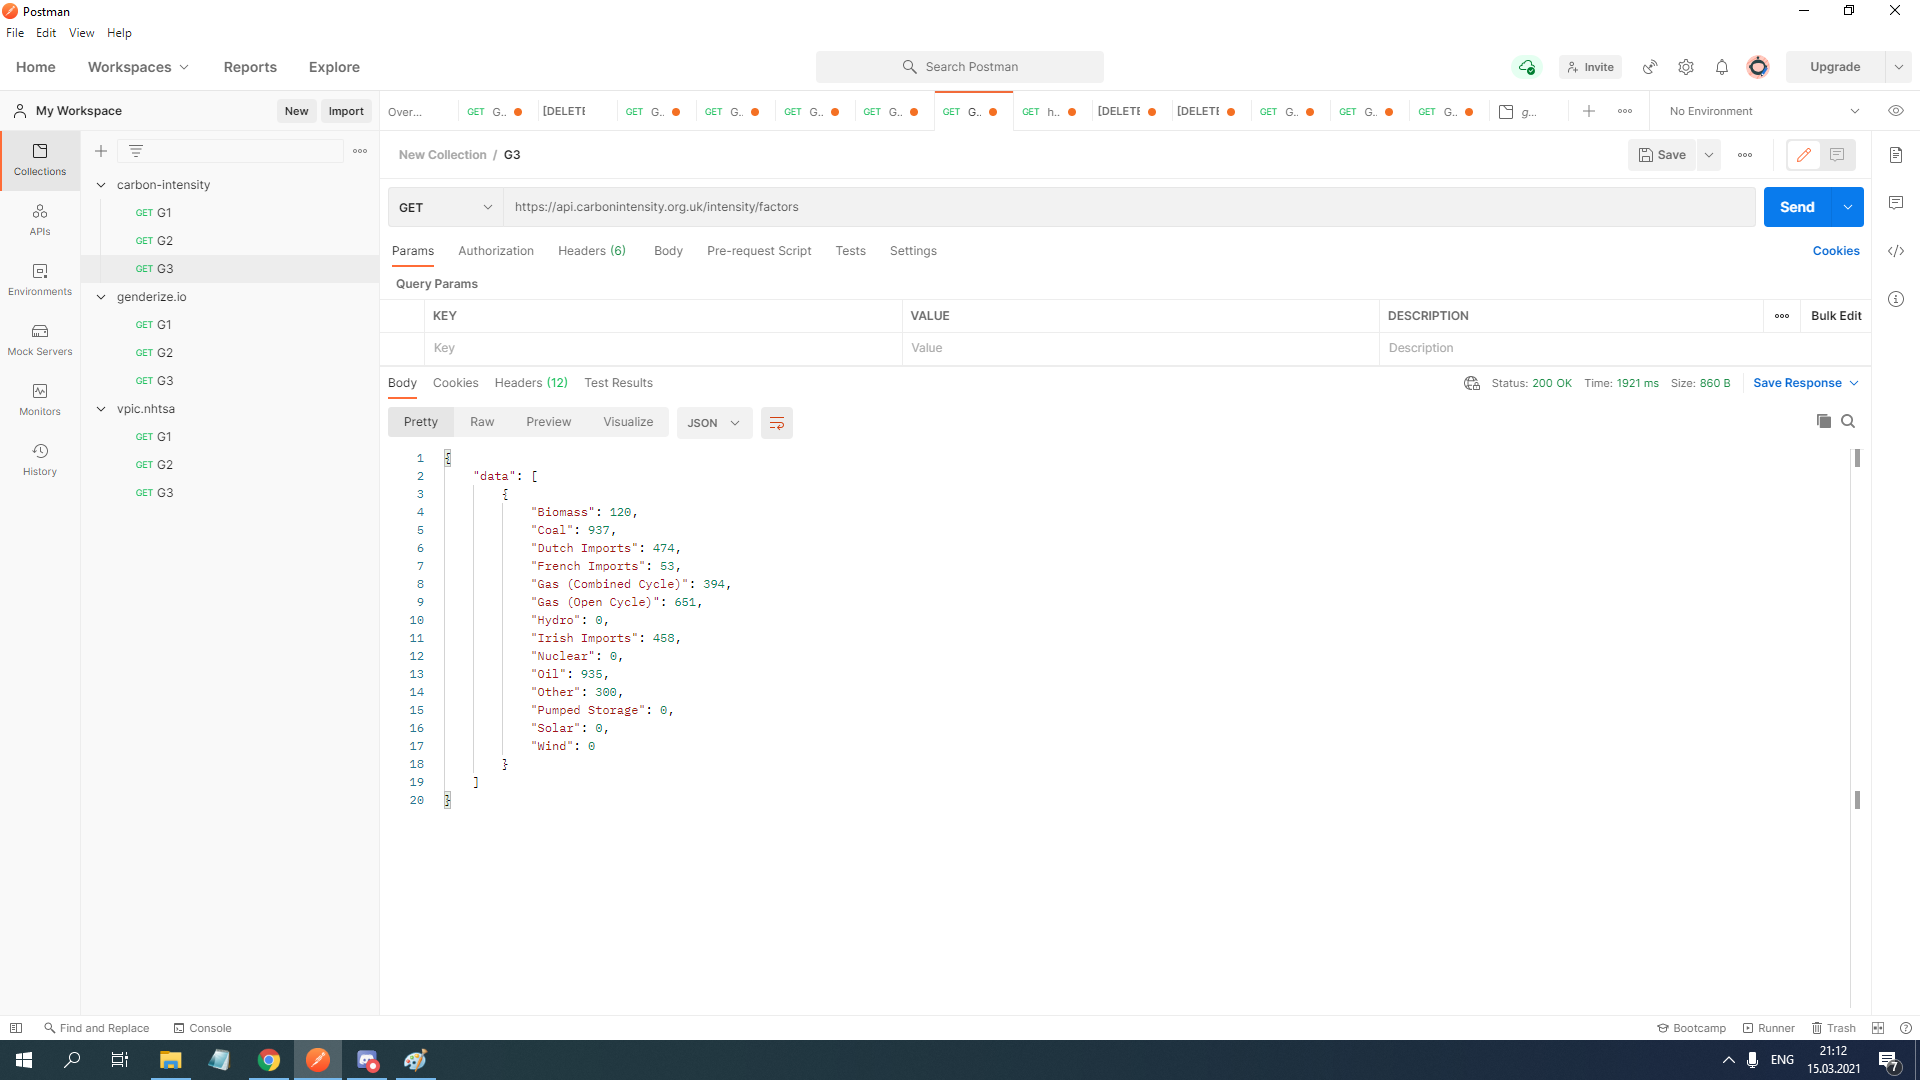 Postman
File Edit View Help
Home Workspaces Reports Explore
Search Postman
Invite
Upgrade
My Workspace New Import
Over...
GET G..
[DELETE
GET G..
GET G..
GET G..
GET G..
GET G..
GET h..
[DELETE
[DELETE
GET G..
GET G..
GET G..
g...
No Environment
Collections
APIs
Environments
Mock Servers
Monitors
History
carbon-intensity
GET G1
GET G2
GET G3
genderize.io
GET G1
GET G2
GET G3
vpic.nhtsa
GET G1
GET G2
GET G3
New Collection / G3
Save
GET https://api.carbonintensity.org.uk/intensity/factors
Send
Params Authorization Headers (6) Body Pre-request Script Tests Settings
Cookies
Query Params
KEY VALUE DESCRIPTION Bulk Edit
Key Value Description
Body Cookies Headers (12) Test Results
Status: 200 OK Time: 1921 ms Size: 860 B Save Response
Pretty Raw Preview Visualize JSON
1 {
2 "data": [
3 {
4 "Biomass": 120,
5 "Coal": 937,
6 "Dutch Imports": 474,
7 "French Imports": 53,
8 "Gas (Combined Cycle)": 394,
9 "Gas (Open Cycle)": 651,
10 "Hydro": 0,
11 "Irish Imports": 458,
12 "Nuclear": 0,
13 "Oil": 935,
14 "Other": 300,
15 "Pumped Storage": 0,
16 "Solar": 0,
17 "Wind": 0
18 }
19 ]
20 }
Find and Replace Console
Bootcamp Runner Trash
ENG
21:12
15.03.2021
7